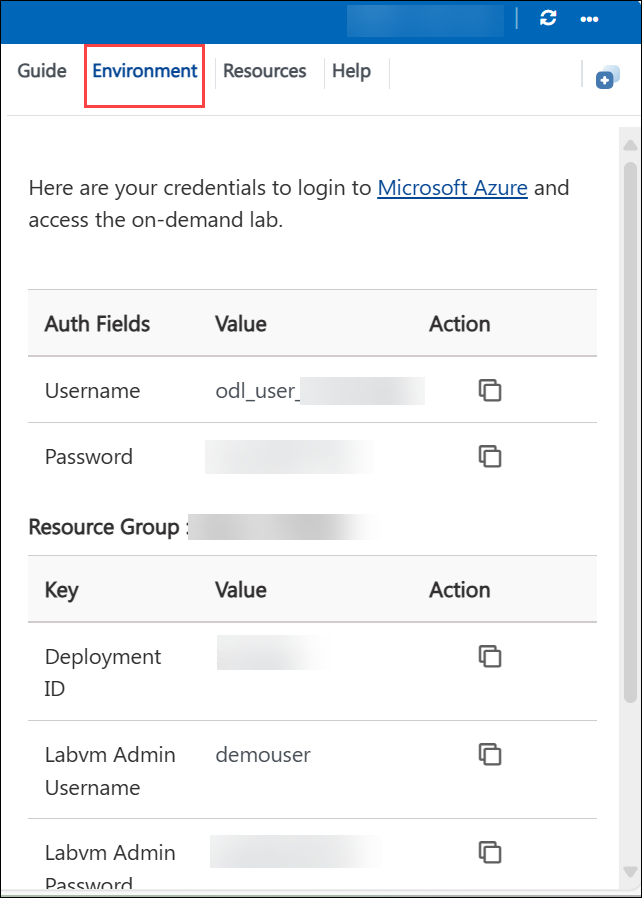 Guide Environment Resources Help
Here are your credentials to login to Microsoft Azure and
access the on-demand lab.
Auth Fields Value Action
Username odl_user_
Password
Resource Group :
Key Value Action
Deployment
ID
Labvm Admin demouser
Username
Labvm Admin
Password